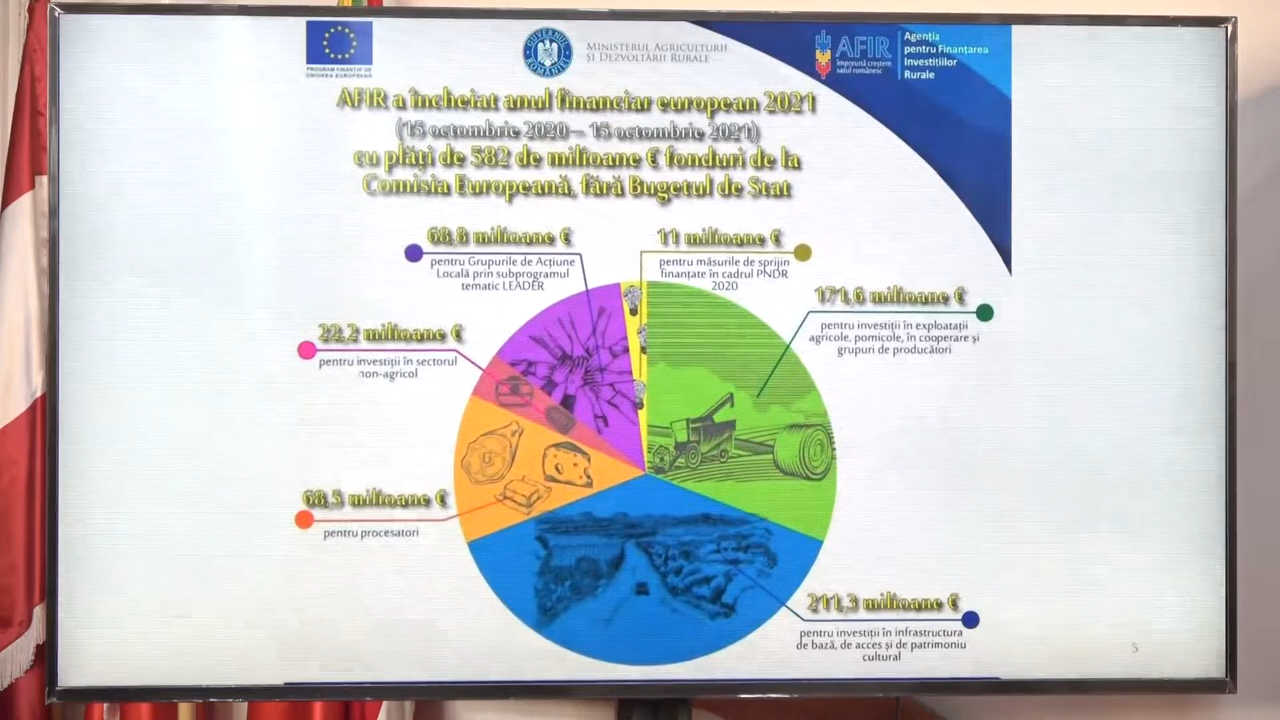 PROGRAM FINANȚAT DE
UNIUNEA EUROPEANĂ
GUVERNUL
ROMÂNIEI
MINISTERUL AGRICULTURII
ȘI DEZVOLTĂRII RURALE
AFIR
împreună creștem
satul românesc
Agenția
pentru Finanțarea
Investițiilor
Rurale
AFIR a încheiat anul financiar european 2021
(15 octombrie 2020 – 15 octombrie 2021)
cu plăți de 582 de milioane € fonduri de la
Comisia Europeană, fără Bugetul de Stat
68,8 milioane €
pentru Grupurile de Acțiune
Locală prin subprogramul
tematic LEADER
11 milioane €
pentru măsurile de sprijin
finanțate în cadrul PNDR
2020
171,6 milioane €
pentru investiții în exploatații
agricole, pomicole, în cooperare și
grupuri de producători
22,2 milioane €
pentru investiții în sectorul
non-agricol
68,5 milioane €
pentru procesatori
211,3 milioane €
pentru investiții în infrastructura
de bază, de acces și de patrimoniu
cultural
5